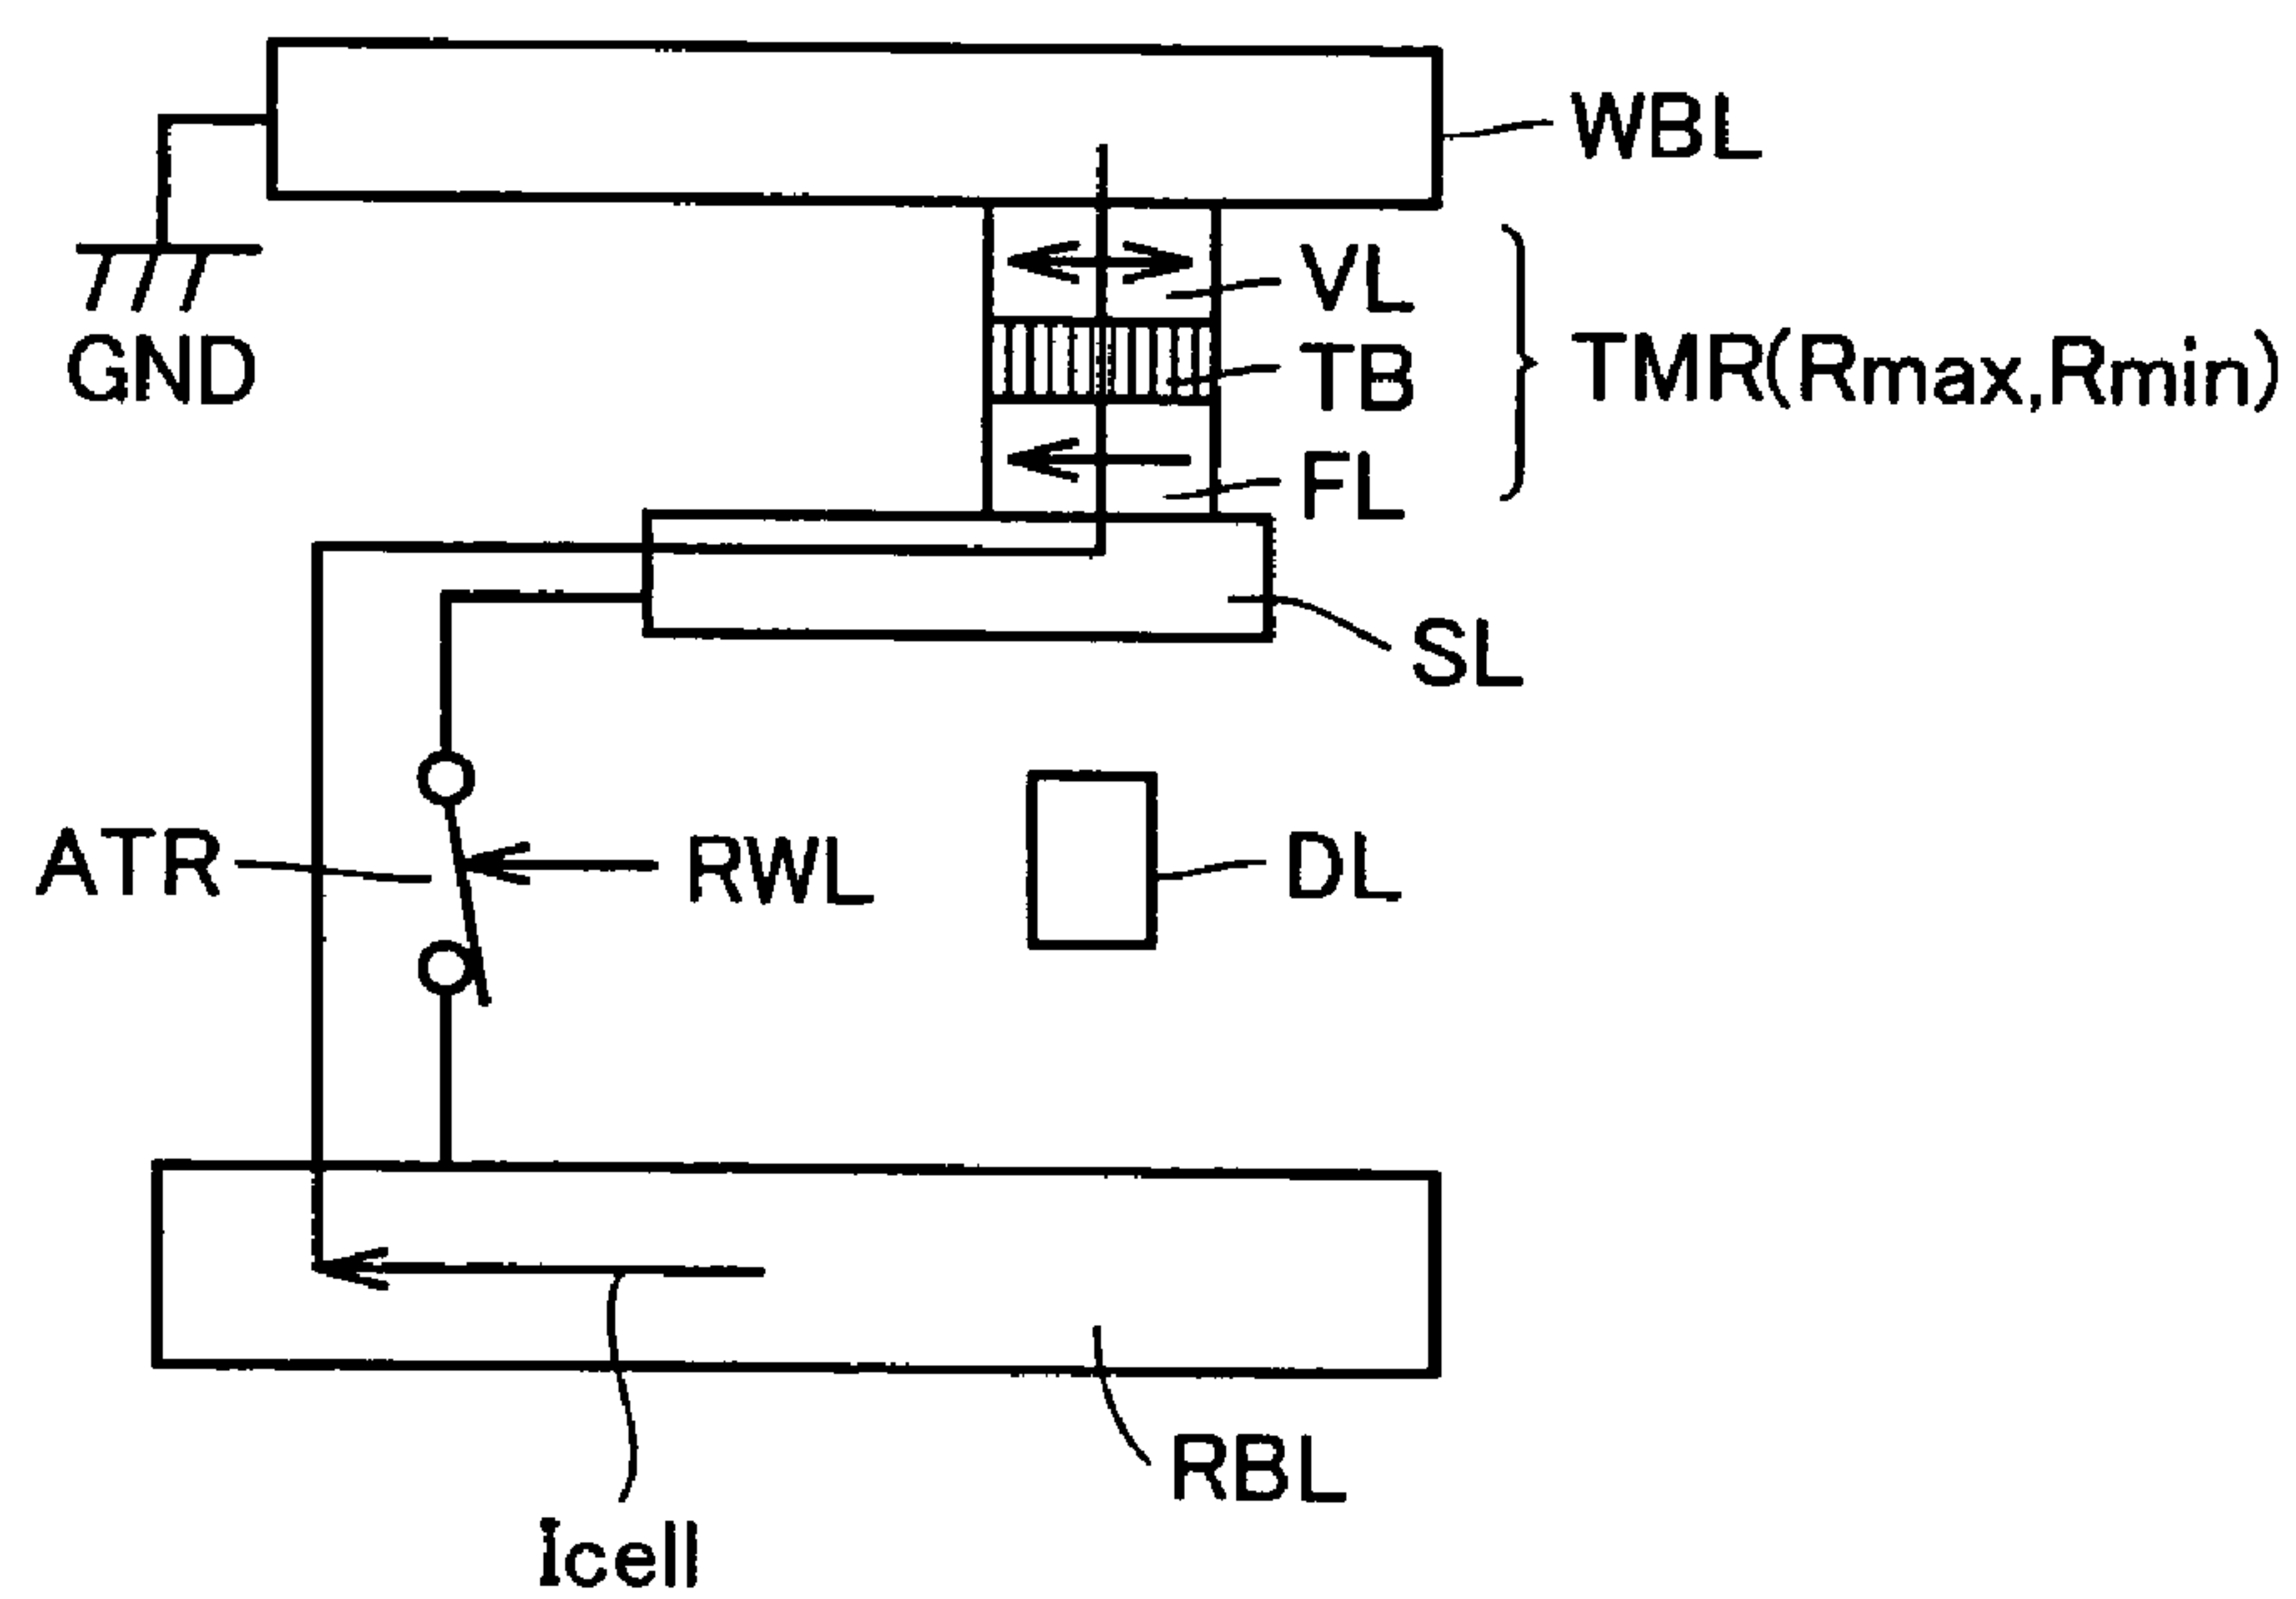 WBL
VL
GND
TB
TMR(Rmax,Rmin)
FL
SL
ATR
RWL
DL
RBL
Icell